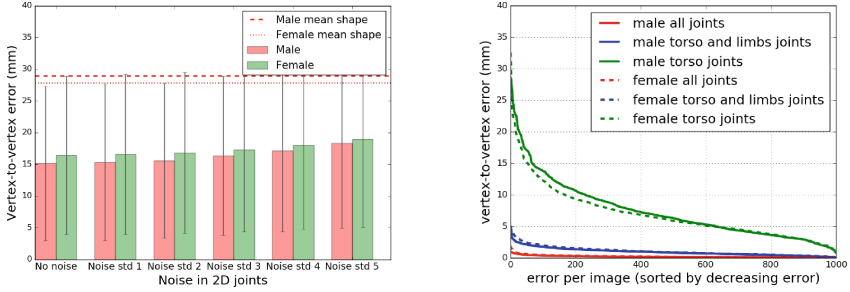 Male mean shape
Female mean shape
Male
Female
Vertex-to-vertex error (mm)
40
35
30
25
20
15
10
5
0
No noise Noise std 1 Noise std 2 Noise std 3 Noise std 4 Noise std 5
Noise in 2D joints
male all joints
male torso and limbs joints
male torso joints
female all joints
female torso and limbs joints
female torso joints
vertex-to-vertex error (mm)
40
35
30
25
20
15
10
5
0
0 200 400 600 800 1000
error per image (sorted by decreasing error)